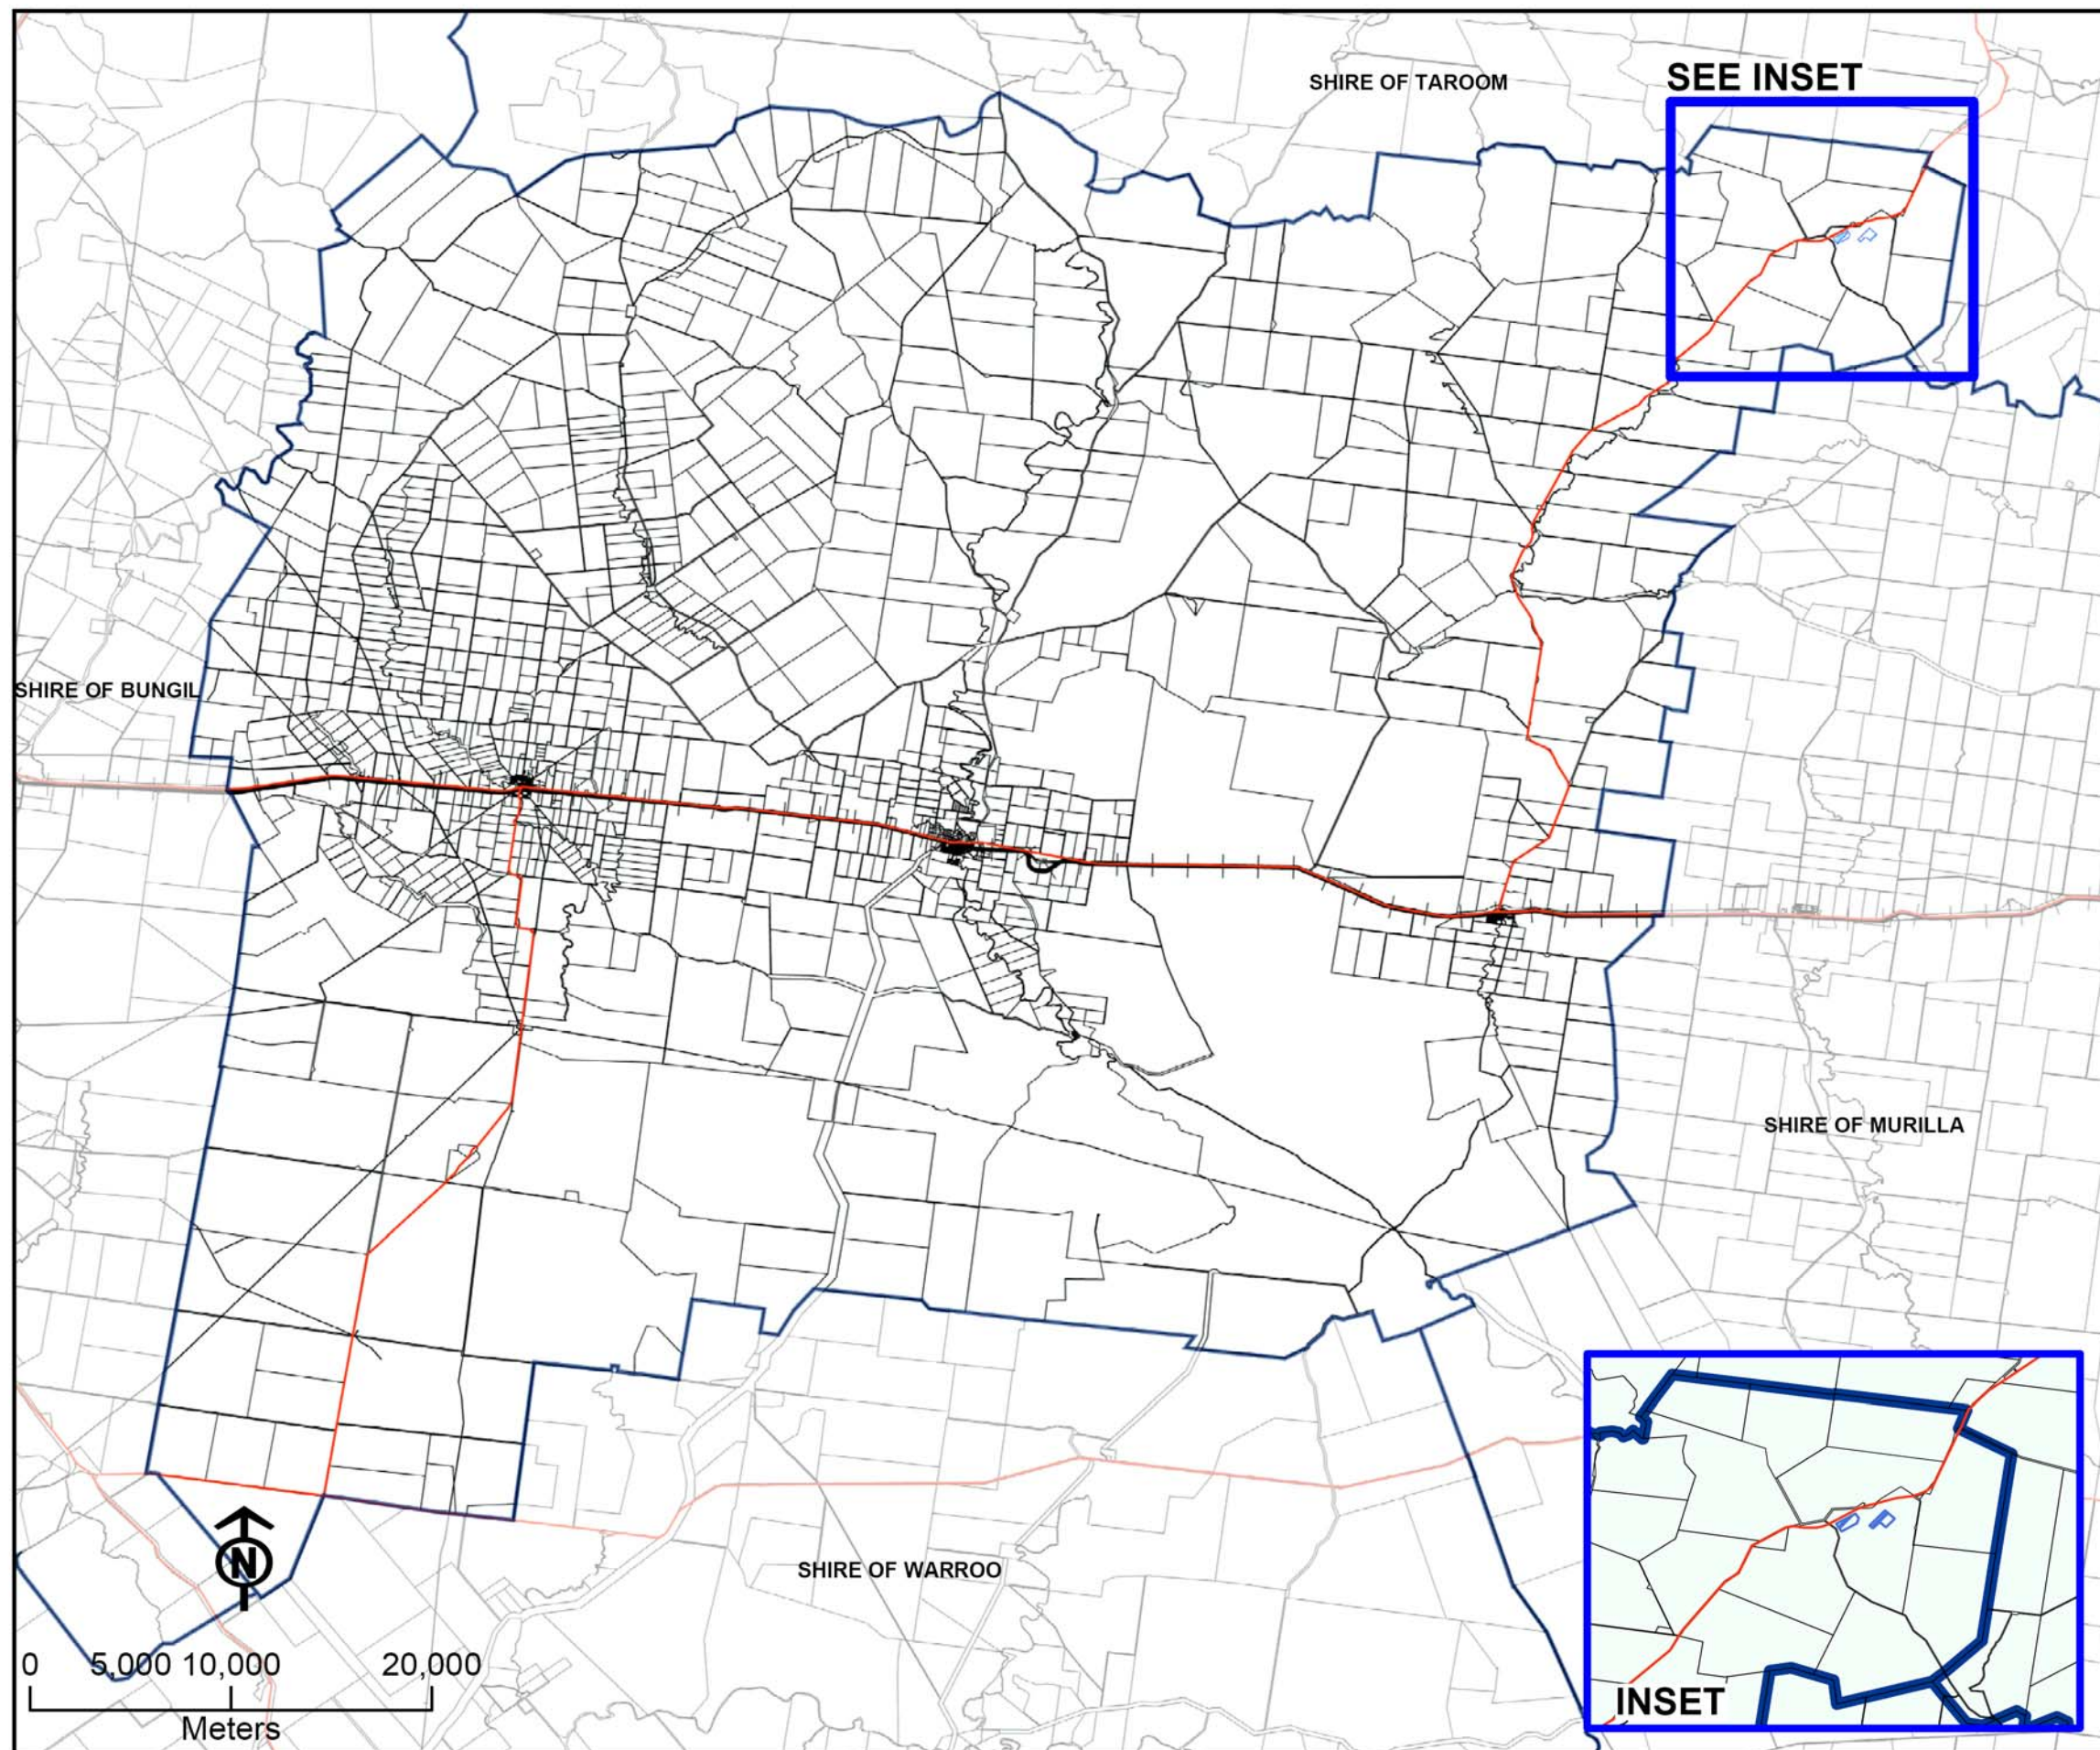 SHIRE OF TAROOM
SEE INSET
SHIRE OF BUNGIL
SHIRE OF MURILLA
SHIRE OF WARROO
N
0 5,000 10,000 20,000
Meters
INSET